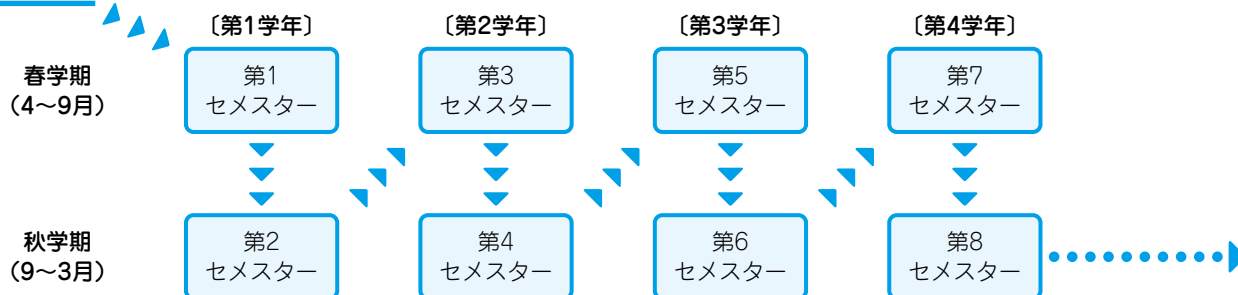 〔第1学年〕
〔第2学年〕
〔第3学年〕
〔第4学年〕
春学期
（4〜9月）
第1
セメスター
第3
セメスター
第5
セメスター
第7
セメスター
秋学期
（9〜3月）
第2
セメスター
第4
セメスター
第6
セメスター
第8
セメスター